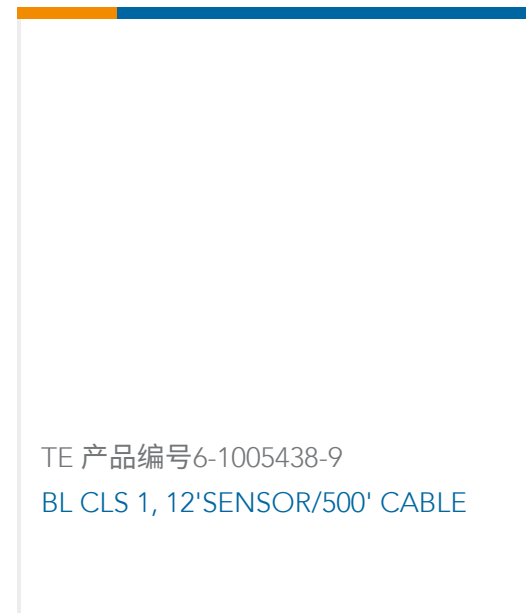 TE 产品编号6-1005438-9
BL CLS 1, 12'SENSOR/500' CABLE